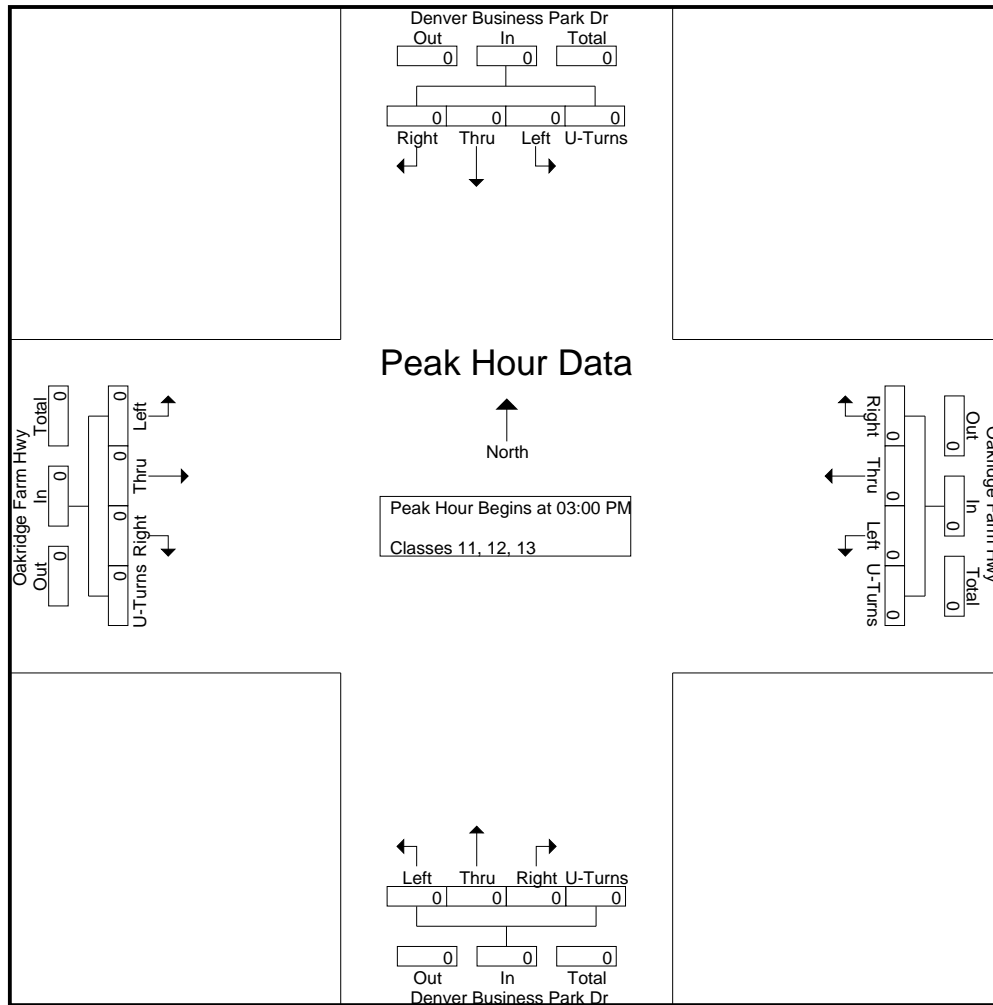 Denver Business Park Dr
Out In Total
0 0 0
0 0 0 0
Right Thru Left U-Turns
Peak Hour Data
North
Peak Hour Begins at 03:00 PM
Classes 11, 12, 13
Oakridge Farm Hwy
Out In Total
0 0 0
0 0 0 0
U-Turns Right Thru Left
Oakridge Farm Hwy
Out In Total
0 0 0
0 0 0 0
Right Thru Left U-Turns
Left Thru Right U-Turns
0 0 0 0
0 0 0
Out In Total
Denver Business Park Dr